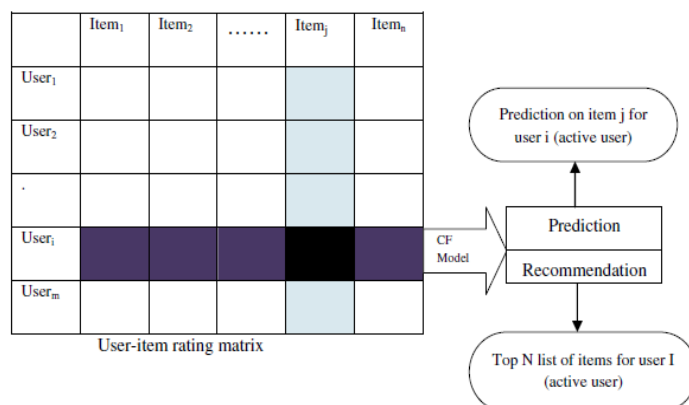 Item₁ Item₂ ...... Itemⱼ Itemₙ
User₁
User₂
.
Userᵢ
Userₘ
User-item rating matrix
CF
Model
Prediction on item j for
user i (active user)
Prediction
Recommendation
Top N list of items for user I
(active user)